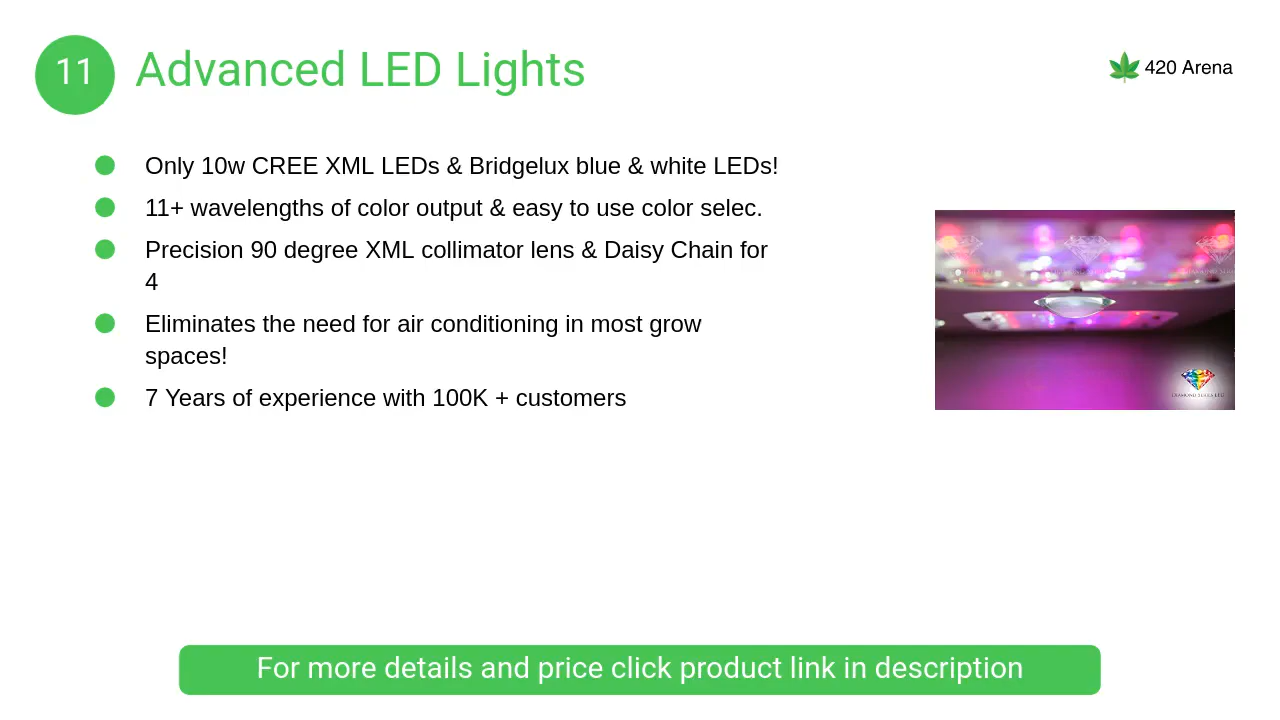 11
Advanced LED Lights
420 Arena
Only 10w CREE XML LEDs & Bridgelux blue & white LEDs!
11+ wavelengths of color output & easy to use color selec.
Precision 90 degree XML collimator lens & Daisy Chain for
4
Eliminates the need for air conditioning in most grow
spaces!
7 Years of experience with 100K + customers
DIAMOND SERIES LED
For more details and price click product link in description